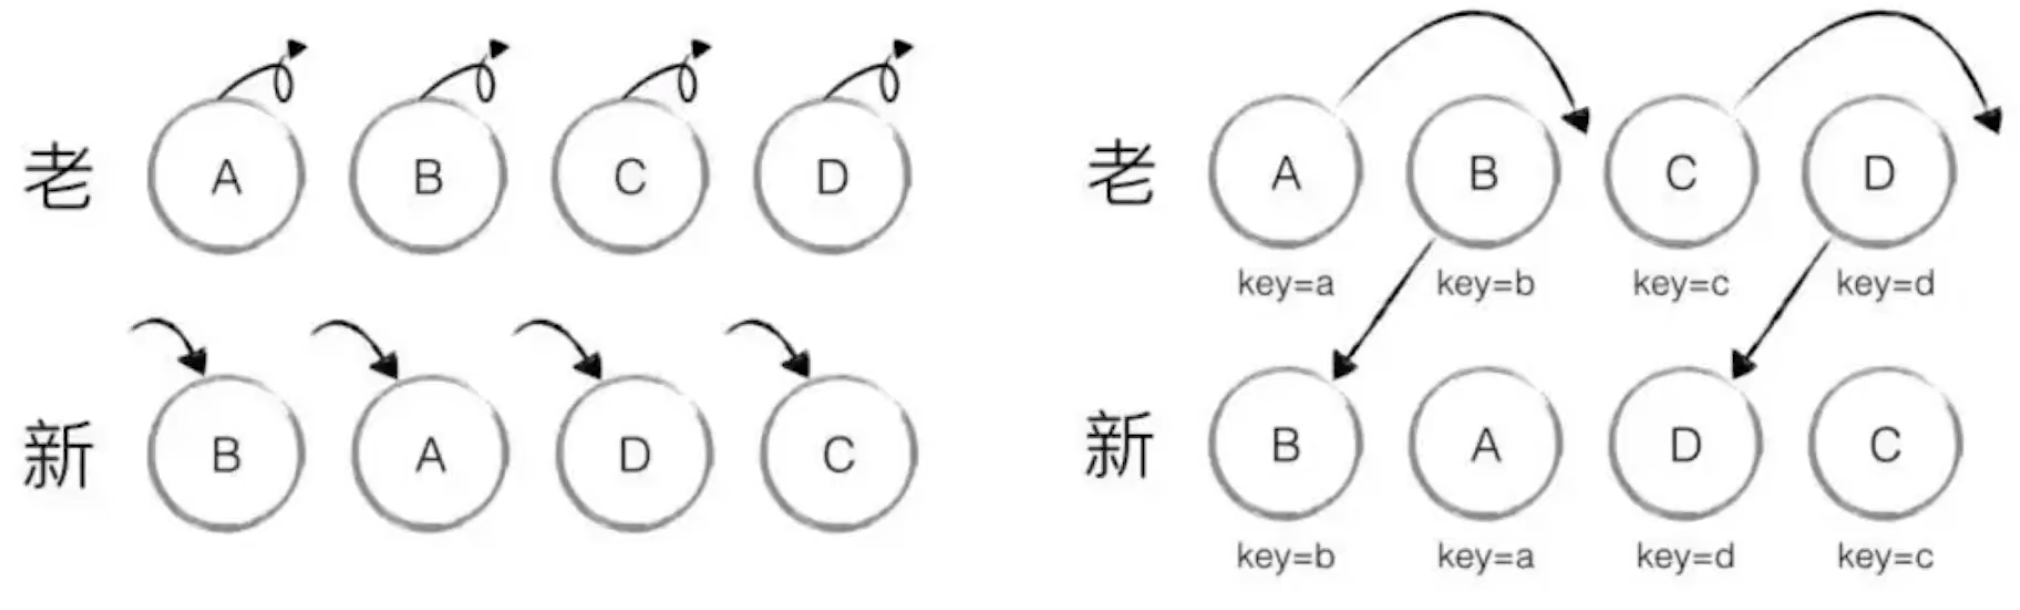 老 A B C D
新 B A D C
老 A B C D
key=a key=b key=c key=d
新 B A D C
key=b key=a key=d key=c